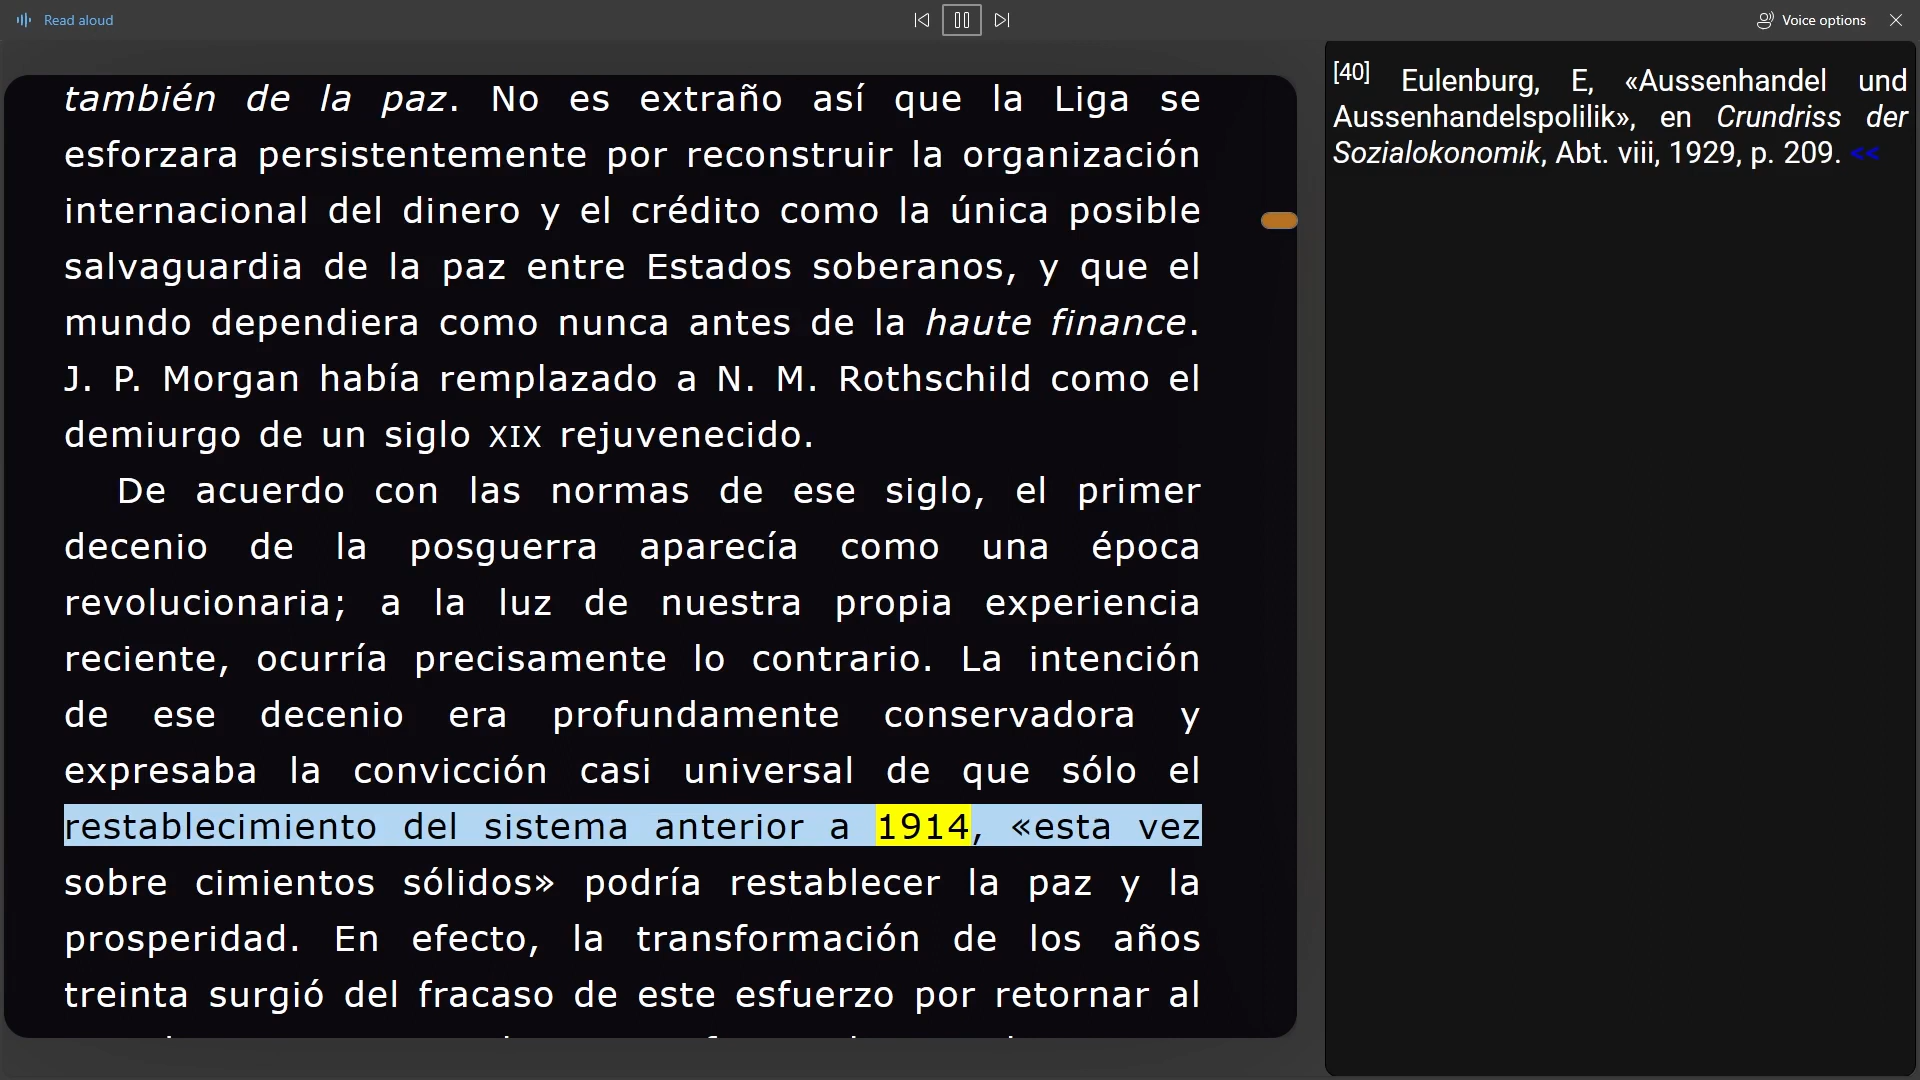 Read aloud
Voice options
también de la paz. No es extraño así que la Liga se
esforzara persistentemente por reconstruir la organización
internacional del dinero y el crédito como la única posible
salvaguardia de la paz entre Estados soberanos, y que el
mundo dependiera como nunca antes de la haute finance.
J. P. Morgan había remplazado a N. M. Rothschild como el
demiurgo de un siglo XIX rejuvenecido.
De acuerdo con las normas de ese siglo, el primer
decenio de la posguerra aparecía como una época
revolucionaria; a la luz de nuestra propia experiencia
reciente, ocurría precisamente lo contrario. La intención
de ese decenio era profundamente conservadora y
expresaba la convicción casi universal de que sólo el
restablecimiento del sistema anterior a 1914, «esta vez
sobre cimientos sólidos» podría restablecer la paz y la
prosperidad. En efecto, la transformación de los años
treinta surgió del fracaso de este esfuerzo por retornar al
[40] Eulenburg, E, «Aussenhandel und
Aussenhandelspolilik», en Crundriss der
Sozialokonomik, Abt. viii, 1929, p. 209. <<